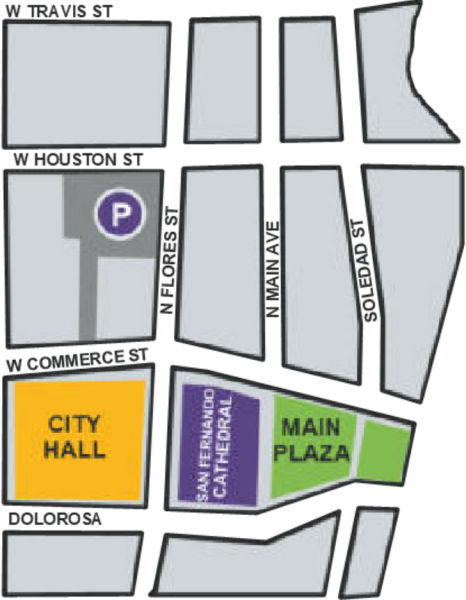 W TRAVIS ST
W HOUSTON ST
P
N FLORES ST
N MAIN AVE
SOLEDAD ST
W COMMERCE ST
CITY
HALL
SAN FERNANDO
CATHEDRAL
MAIN
PLAZA
DOLOROSA